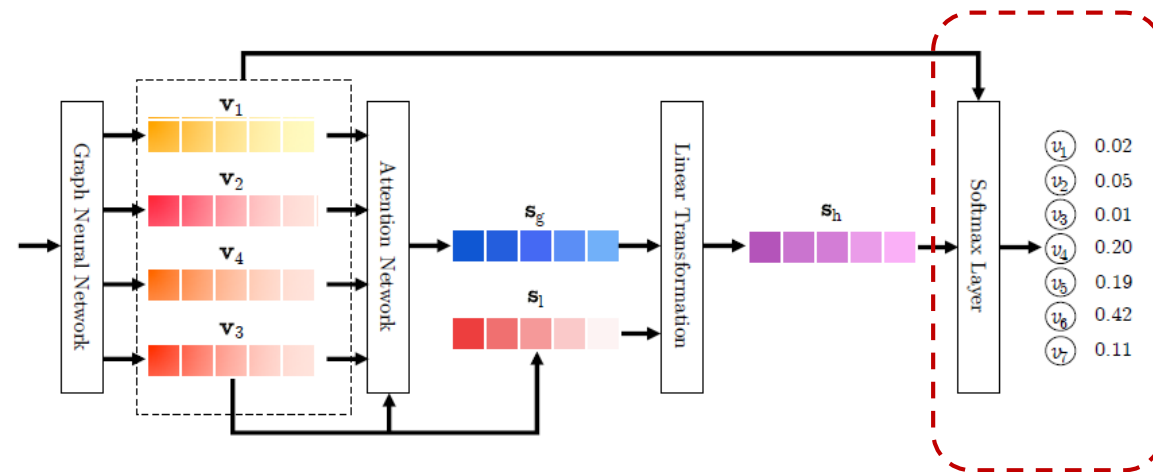 Graph Neural Network
v1
v2
v4
v3
Attention Network
sg
sl
Linear Transformation
sh
Softmax Layer
v1 0.02
v2 0.05
v3 0.01
v4 0.20
v5 0.19
v6 0.42
v7 0.11